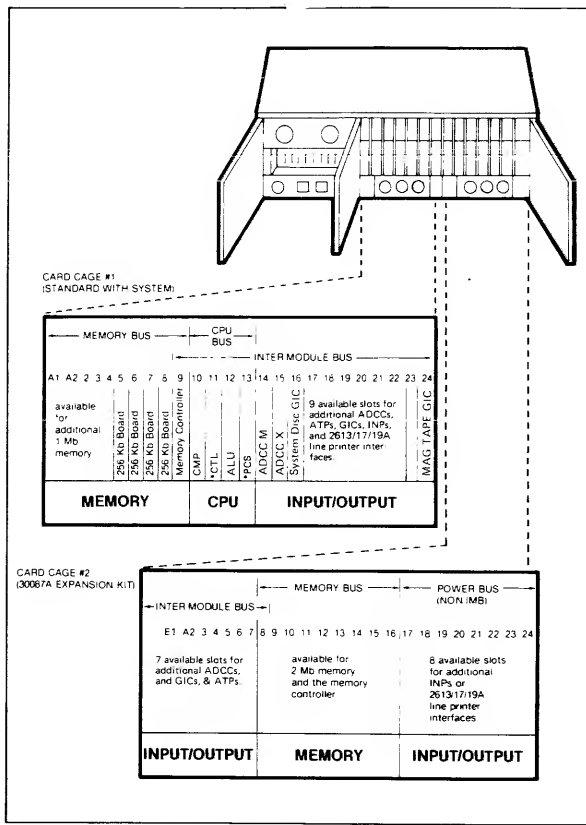 CARD CAGE #1
(STANDARD WITH SYSTEM)
MEMORY BUS
CPU
BUS
INTER MODULE BUS
A1 A2 2 3 4 5 6 7 8 9 10 11 12 13 14 15 16 17 18 19 20 21 22 23 24
available
for
additional
1 Mb
memory
256 Kb Board
256 Kb Board
256 Kb Board
256 Kb Board
Memory Controller
CMP
*CTL
ALU
*PCS
ADCC M
ADCC X
System Disc GIC
9 available slots for
additional ADCCs,
ATPs, GICs, INPs,
and 2613/17/19A
line printer inter
faces.
MAG TAPE GIC
MEMORY
CPU
INPUT/OUTPUT
CARD CAGE #2
(30087A EXPANSION KIT)
INTER MODULE BUS
MEMORY BUS
POWER BUS
(NON IMB)
E1 A2 3 4 5 6 7 8 9 10 11 12 13 14 15 16 17 18 19 20 21 22 23 24
7 available slots for
additional ADCCs,
and GICs, & ATPs.
available for
2 Mb memory
and the memory
controller
8 available slots
for additional
INPs or
2613/17/19A
line printer
interfaces
INPUT/OUTPUT
MEMORY
INPUT/OUTPUT